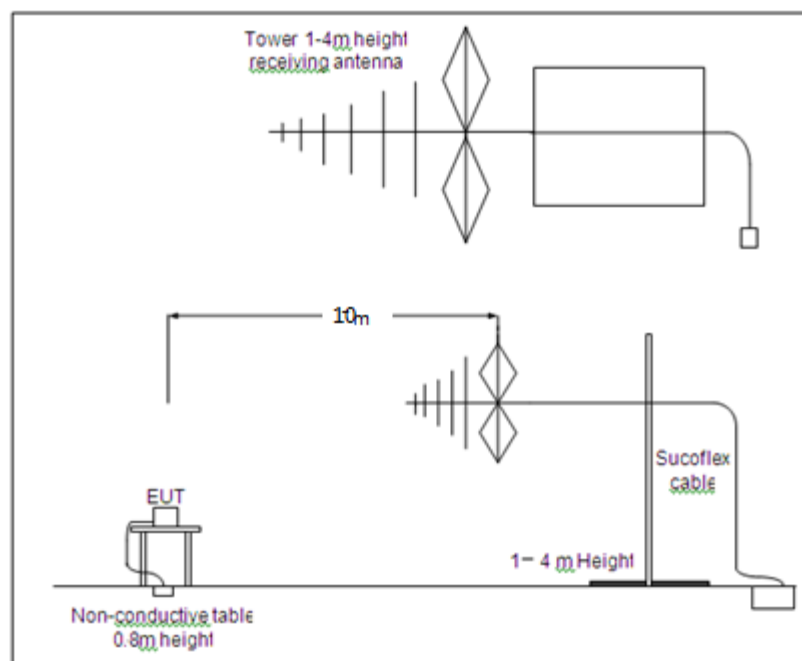 Tower 1-4m height
receiving antenna
10m
EUT
Sucoflex
cable
1– 4 m Height
Non-conductive table
0.8m height